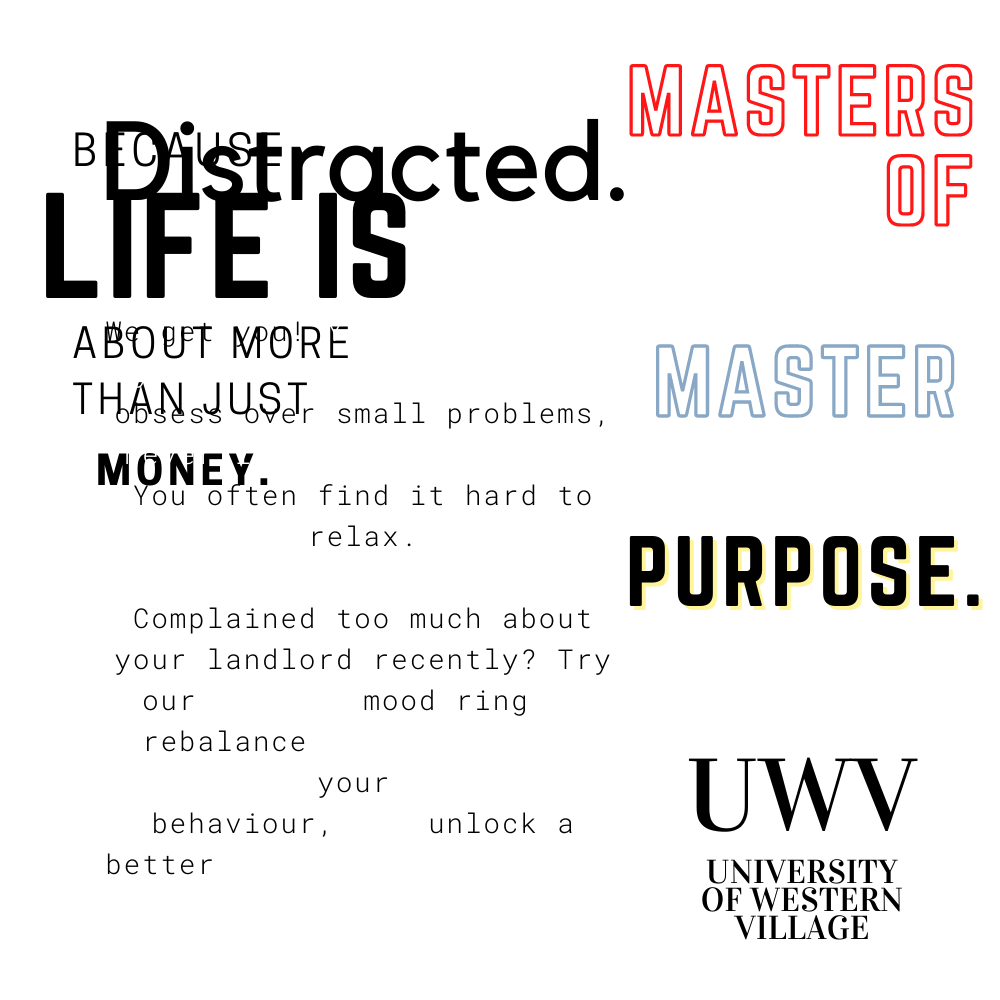 BECAUSE
Distracted.
LIFE IS
We get you!
ABOUT MORE
THAN JUST
obsess over small problems,
MONEY.
You often find it hard to
relax.
Complained too much about
your landlord recently? Try
our mood ring
rebalance
your
behaviour, unlock a
better
MASTERS
OF
MASTER
PURPOSE.
UWV
UNIVERSITY
OF WESTERN
VILLAGE